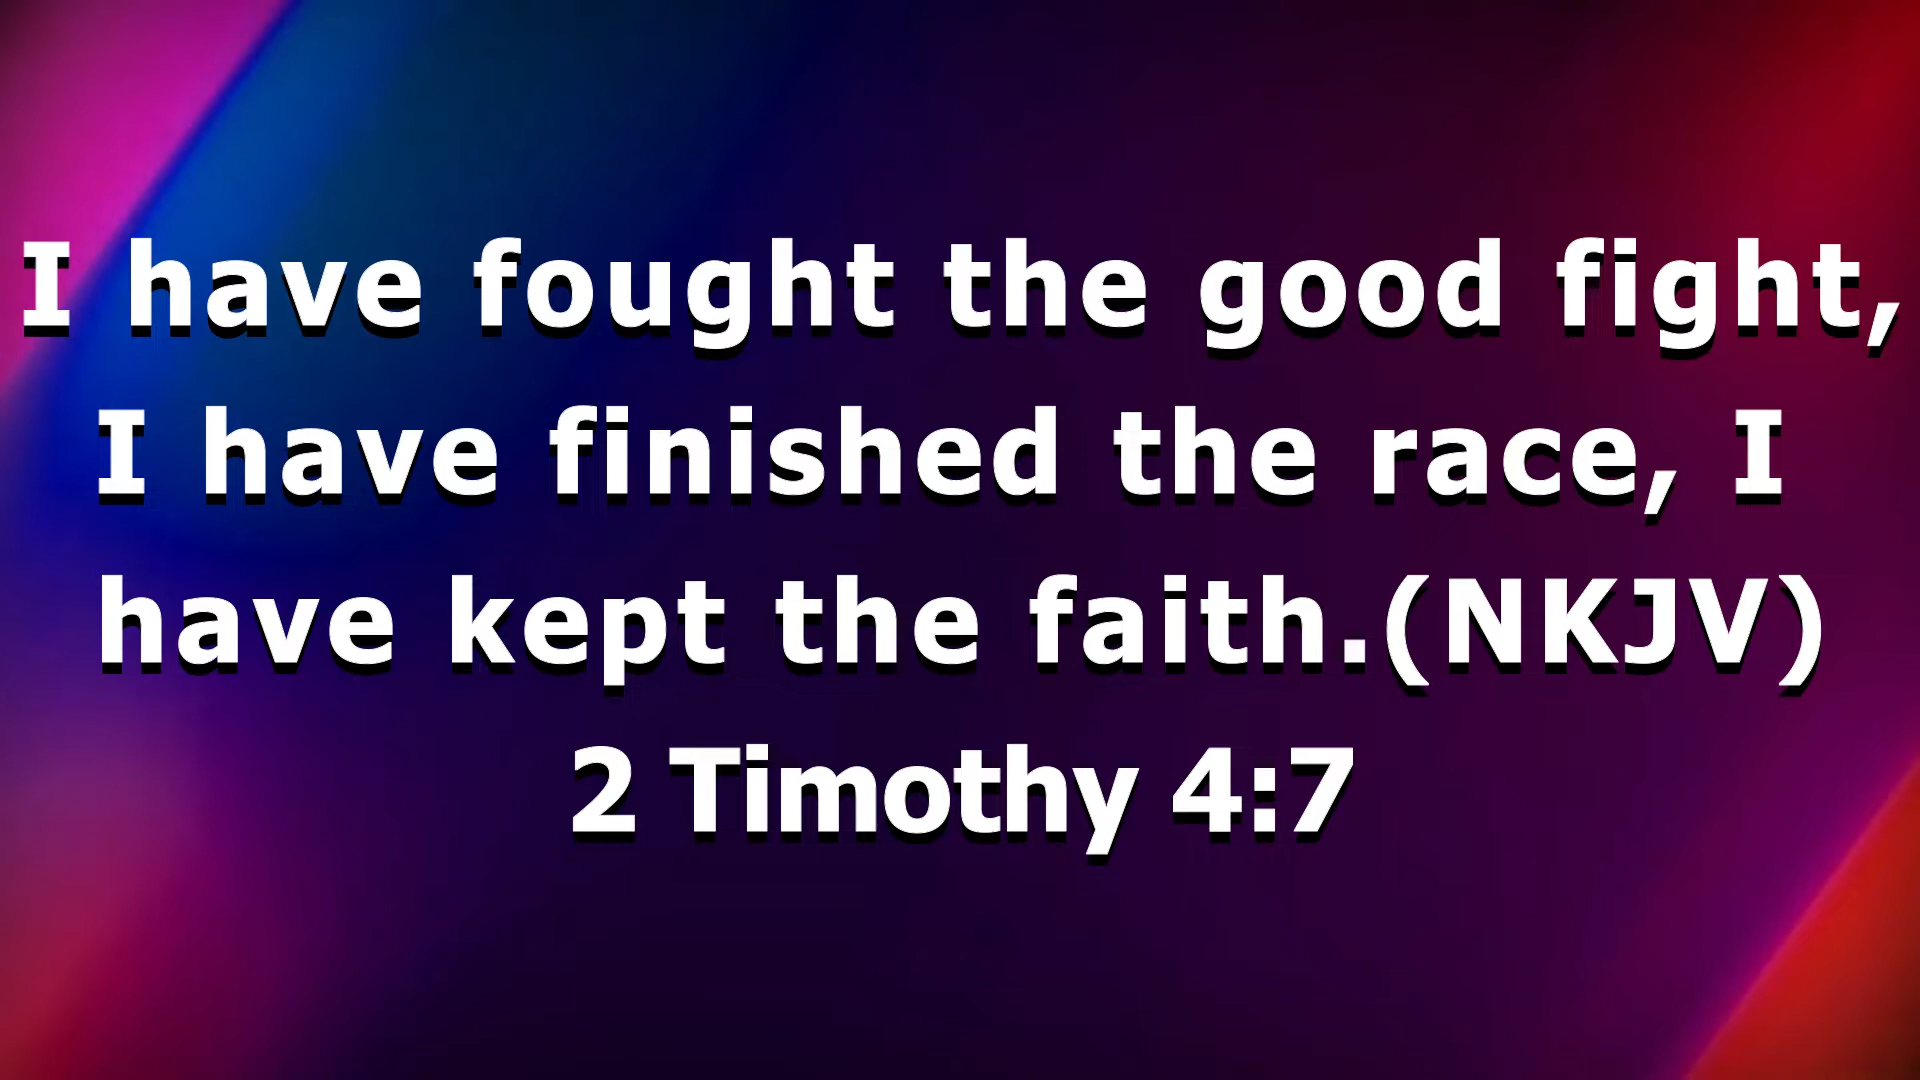 I have fought the good fight,
I have finished the race, I
have kept the faith.(NKJV)
2 Timothy 4:7